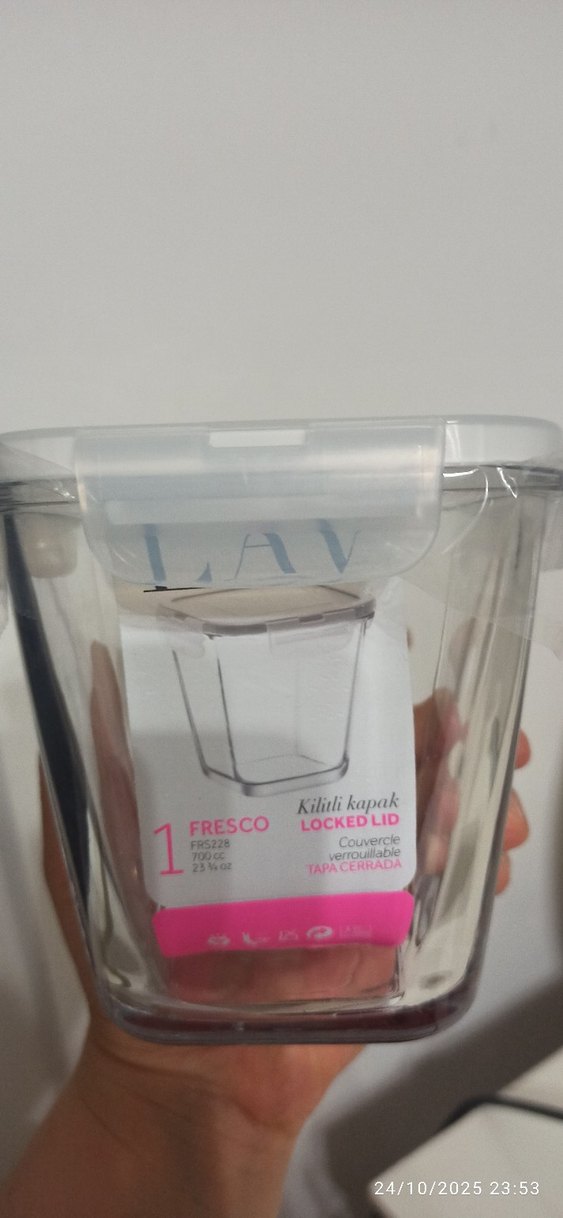 LAV
1
FRESCO
FRS228
700 cc
23 ¾ oz
Kilitli kapak
LOCKED LID
Couvercle
verrouillable
TAPA CERRADA
24/10/2025 23:53